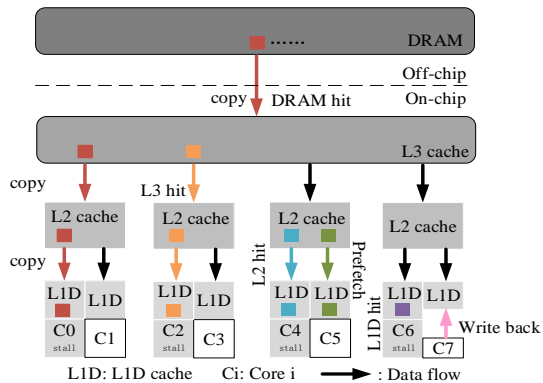 ......
DRAM
Off-chip
On-chip
copy
DRAM hit
L3 cache
copy
L3 hit
L2 cache
L2 cache
L2 cache
L2 cache
copy
L2 hit
Prefetch
L1D hit
L1D
L1D
L1D
L1D
L1D
L1D
L1D
L1D
C0
stall
C1
C2
stall
C3
C4
stall
C5
C6
stall
C7
Write back
L1D: L1D cache
Ci: Core i
: Data flow